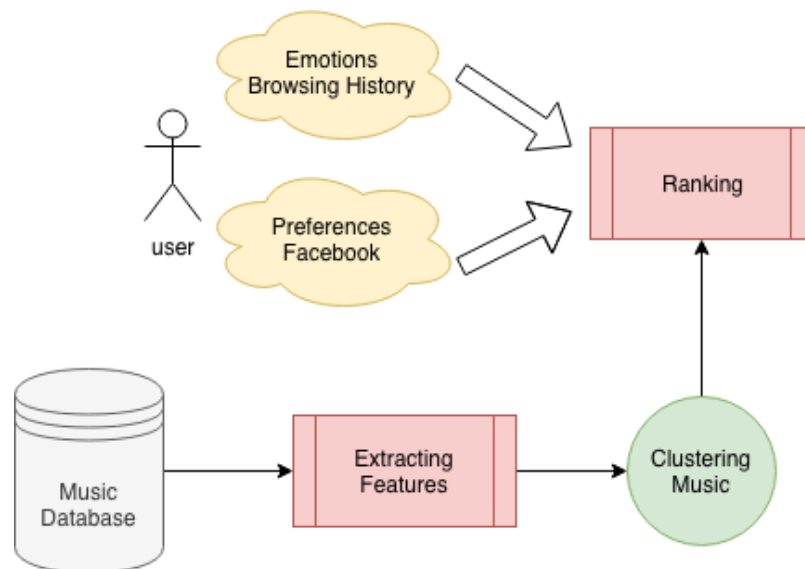 Emotions
Browsing History
Ranking
user
Preferences
Facebook
Music
Database
Extracting
Features
Clustering
Music